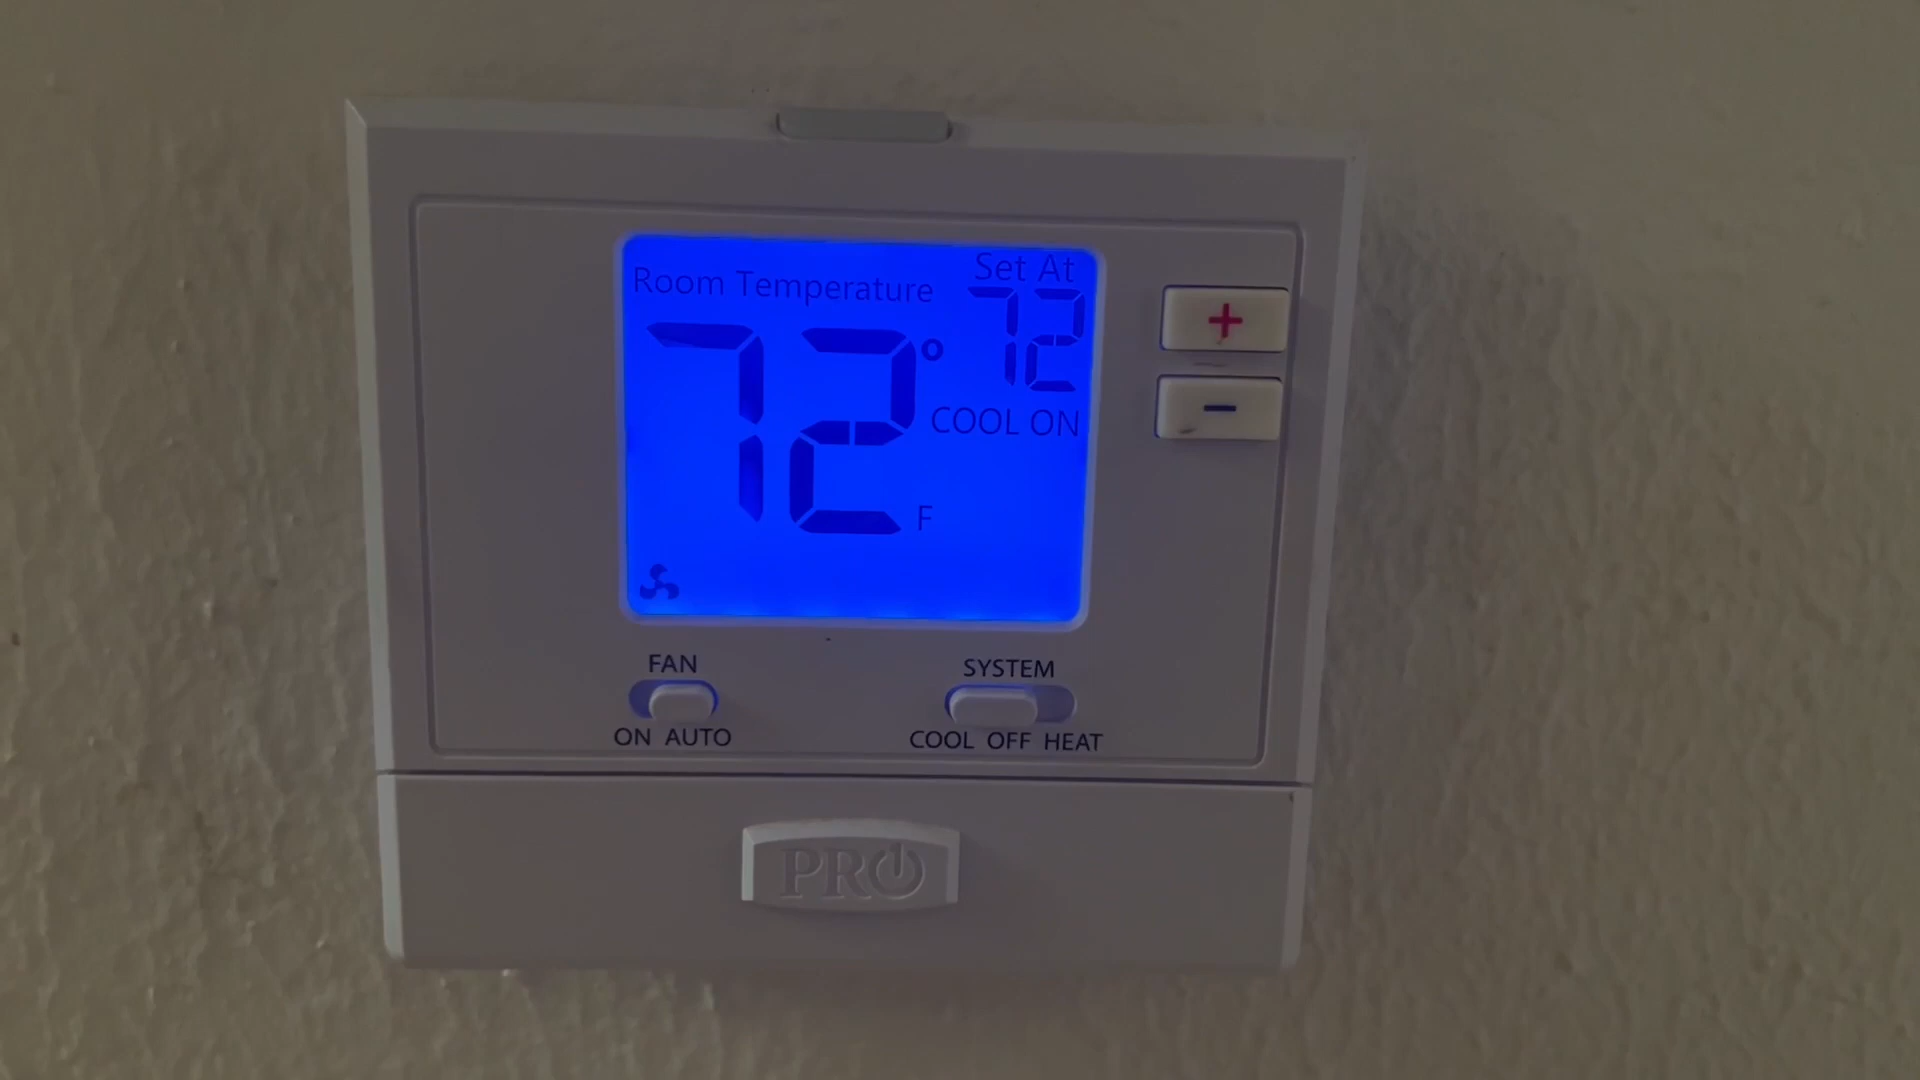 Room Temperature
Set At
72
72°
COOL ON
F
+
-
FAN
ON AUTO
SYSTEM
COOL OFF HEAT
PRO